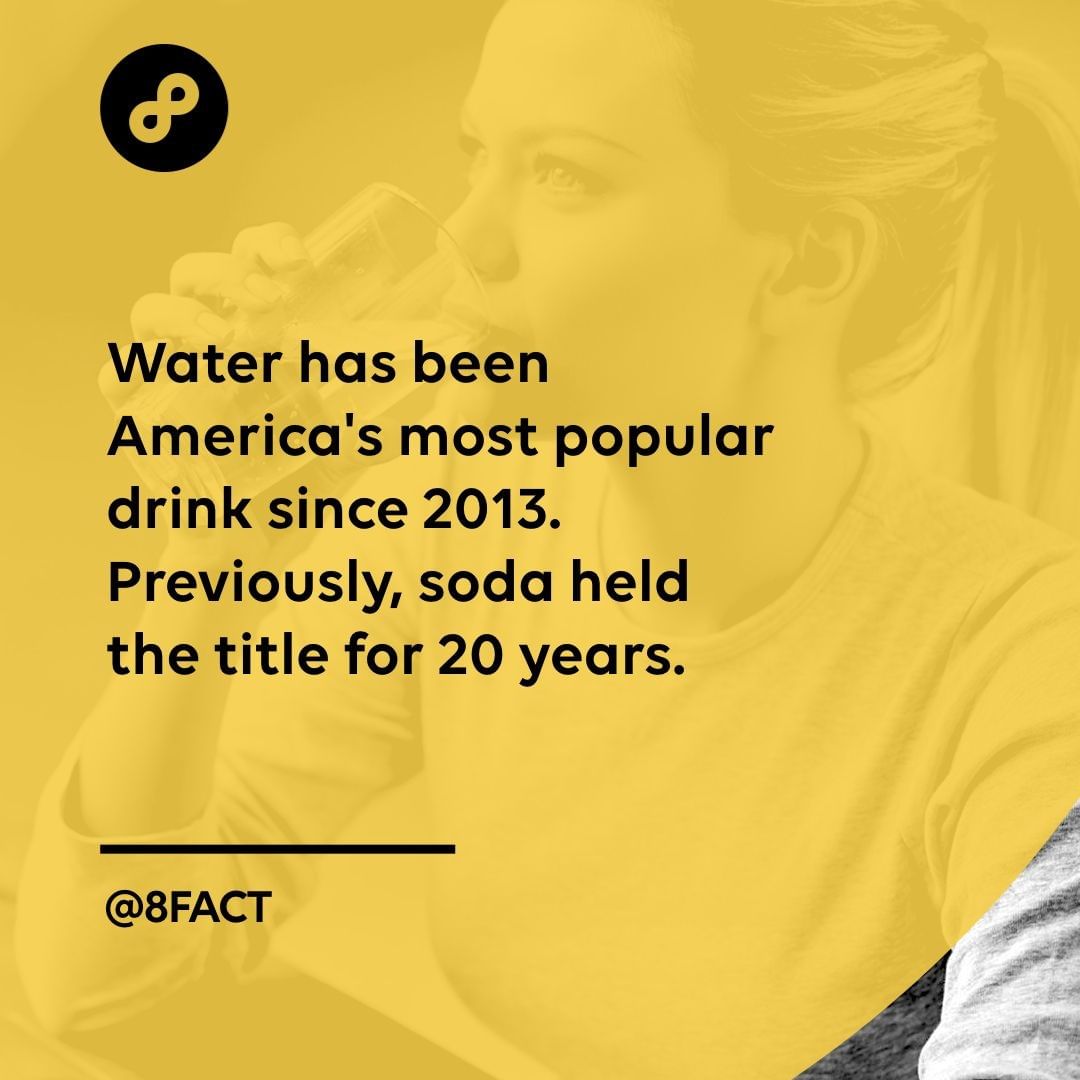 Water has been
America's most popular
drink since 2013.
Previously, soda held
the title for 20 years.
@8FACT